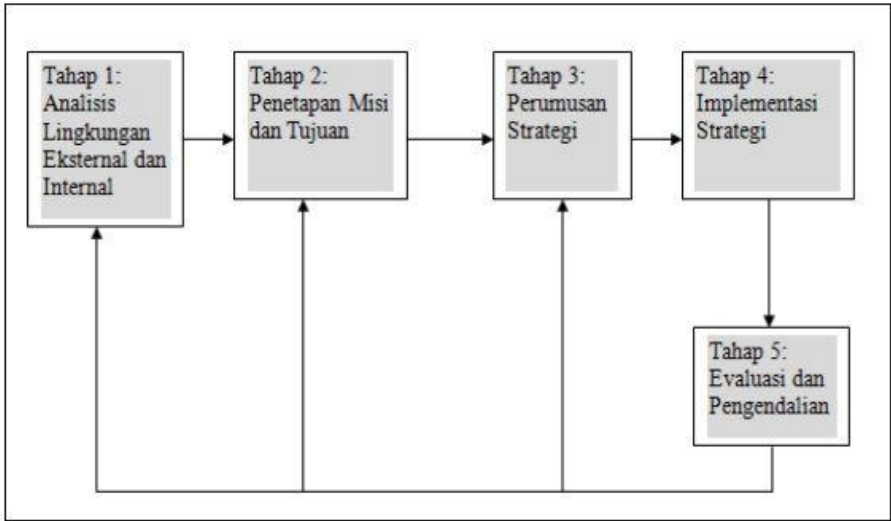 Tahap 1:
Analisis
Lingkungan
Eksternal dan
Internal
Tahap 2:
Penetapan Misi
dan Tujuan
Tahap 3:
Perumusan
Strategi
Tahap 4:
Implementasi
Strategi
Tahap 5:
Evaluasi dan
Pengendalian